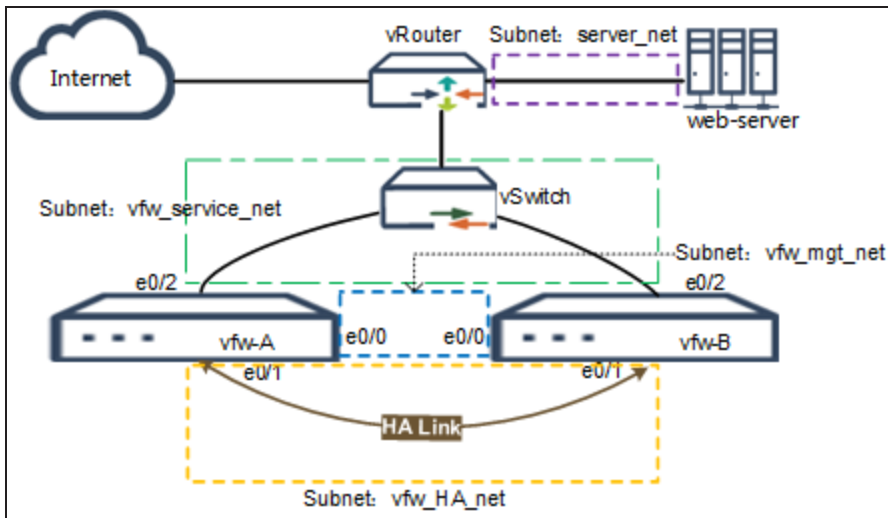 vRouter
Subnet: server_net
Internet
web-server
vSwitch
Subnet: vfw_service_net
Subnet: vfw_mgt_net
e0/2
e0/2
vfw-A
e0/0
e0/0
vfw-B
e0/1
e0/1
HA Link
Subnet: vfw_HA_net